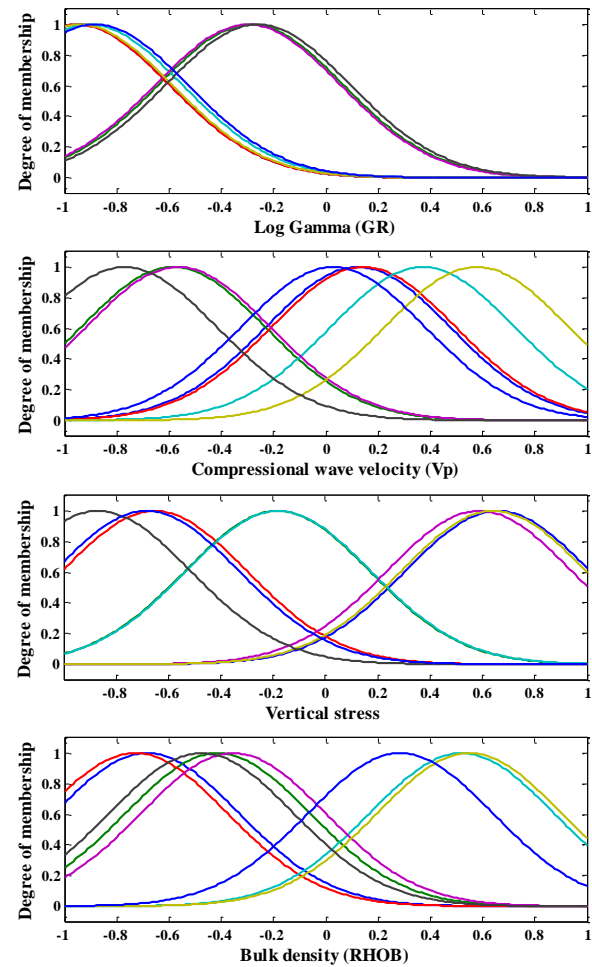 Degree of membership
1
0.8
0.6
0.4
0.2
0
-1 -0.8 -0.6 -0.4 -0.2 0 0.2 0.4 0.6 0.8 1
Log Gamma (GR)
Degree of membership
1
0.8
0.6
0.4
0.2
0
-1 -0.8 -0.6 -0.4 -0.2 0 0.2 0.4 0.6 0.8 1
Compressional wave velocity (Vp)
Degree of membership
1
0.8
0.6
0.4
0.2
0
-0.8 -0.6 -0.4 -0.2 0 0.2 0.4 0.6 0.8 1
Vertical stress
Degree of membership
1
0.8
0.6
0.4
0.2
0
-1 -0.8 -0.6 -0.4 -0.2 0 0.2 0.4 0.6 0.8 1
Bulk density (RHOB)